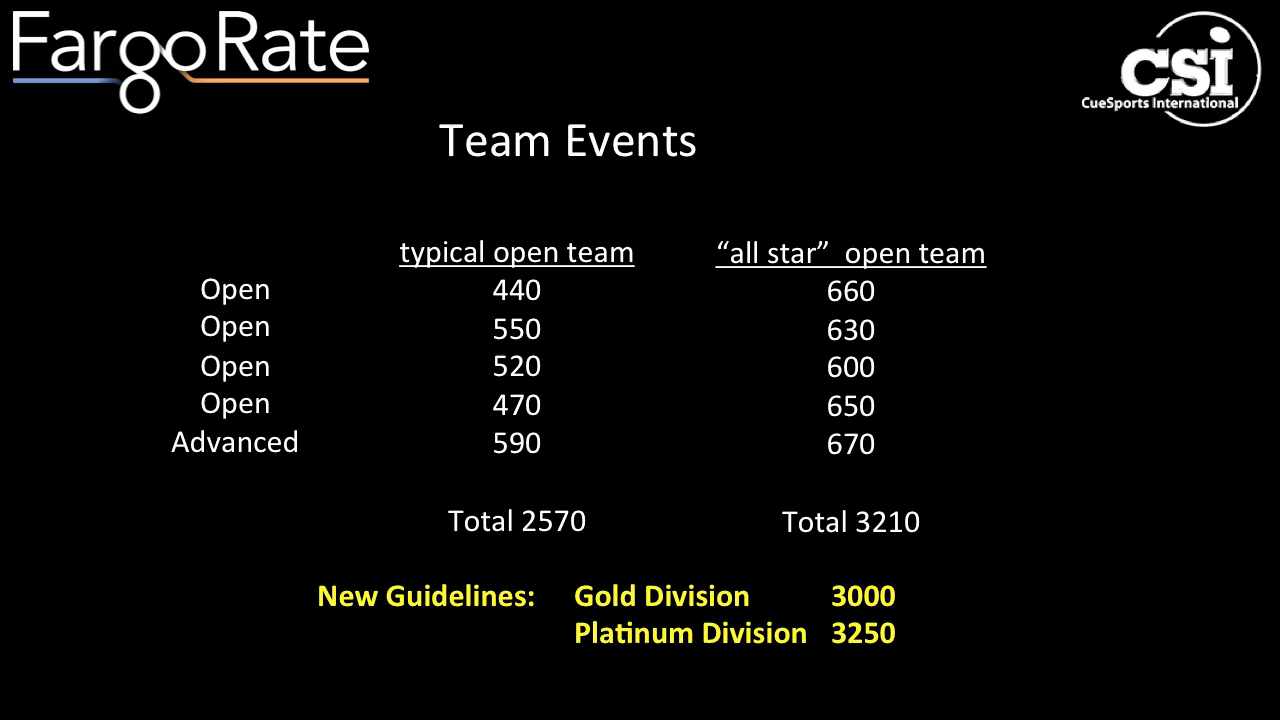 FargoRate
CSI
CueSports International
Team Events
typical open team “all star” open team
Open 440 660
Open 550 630
Open 520 600
Open 470 650
Advanced 590 670
Total 2570 Total 3210
New Guidelines: Gold Division 3000
Platinum Division 3250